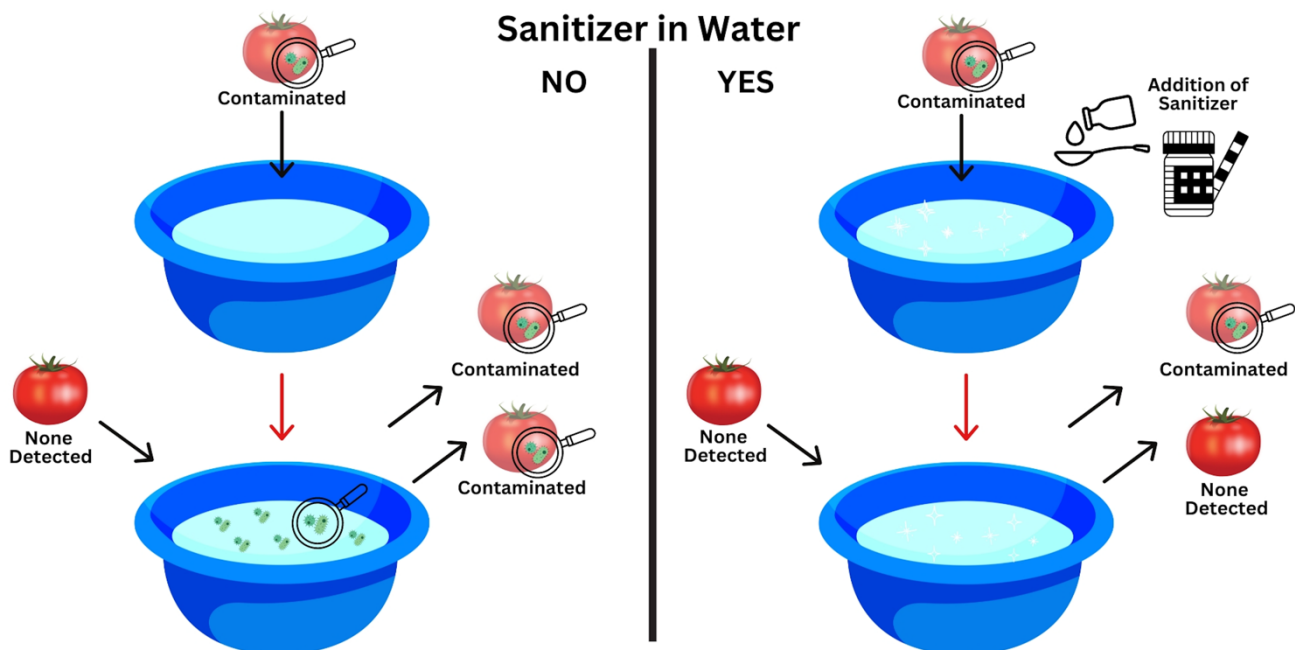 Sanitizer in Water
NO
YES
Contaminated
Contaminated
Addition of
Sanitizer
Contaminated
Contaminated
None
Detected
Contaminated
None
Detected
None
Detected